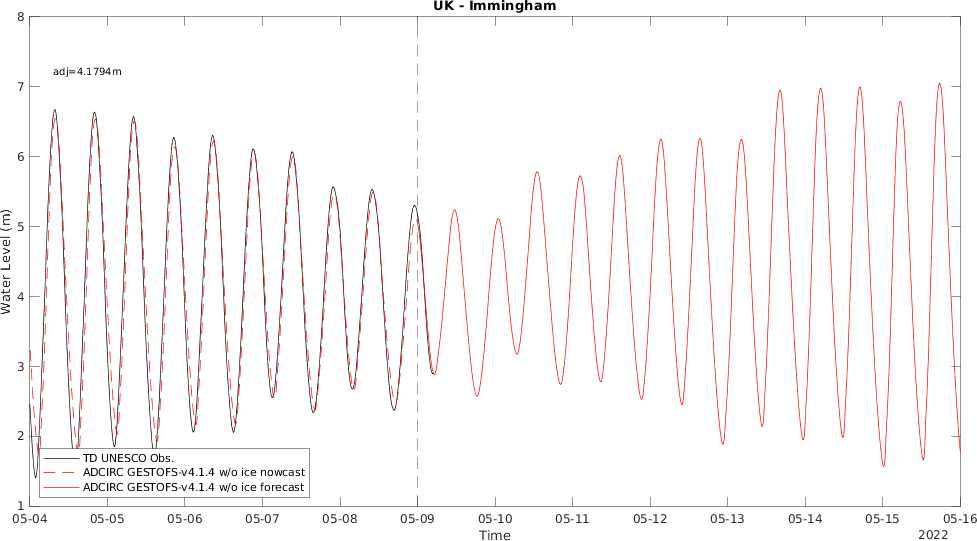 UK - Immingham
8
adj=4.1794m
7
6
5
4
3
2
1
Water Level (m)
TD UNESCO Obs.
ADCIRC GESTOFS-v4.1.4 w/o ice nowcast
ADCIRC GESTOFS-v4.1.4 w/o ice forecast
05-04 05-05 05-06 05-07 05-08 05-09 05-10 05-11 05-12 05-13 05-14 05-15 05-16
Time
2022